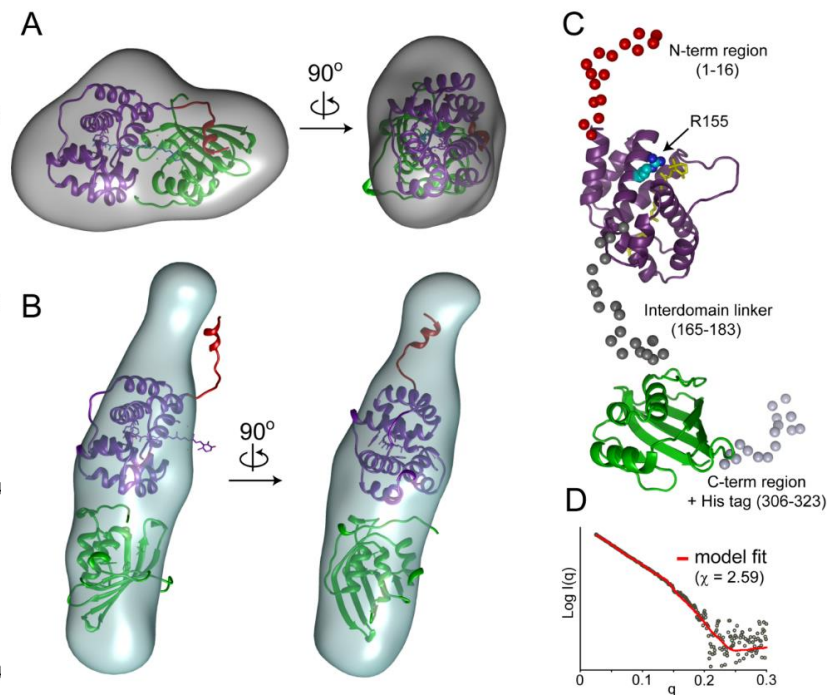 A
90°
B
90°
C
N-term region
(1-16)
R155
Interdomain linker
(165-183)
C-term region
+ His tag (306-323)
D
model fit
(χ = 2.59)
Log I(q)
0
0.1
0.2
0.3
q